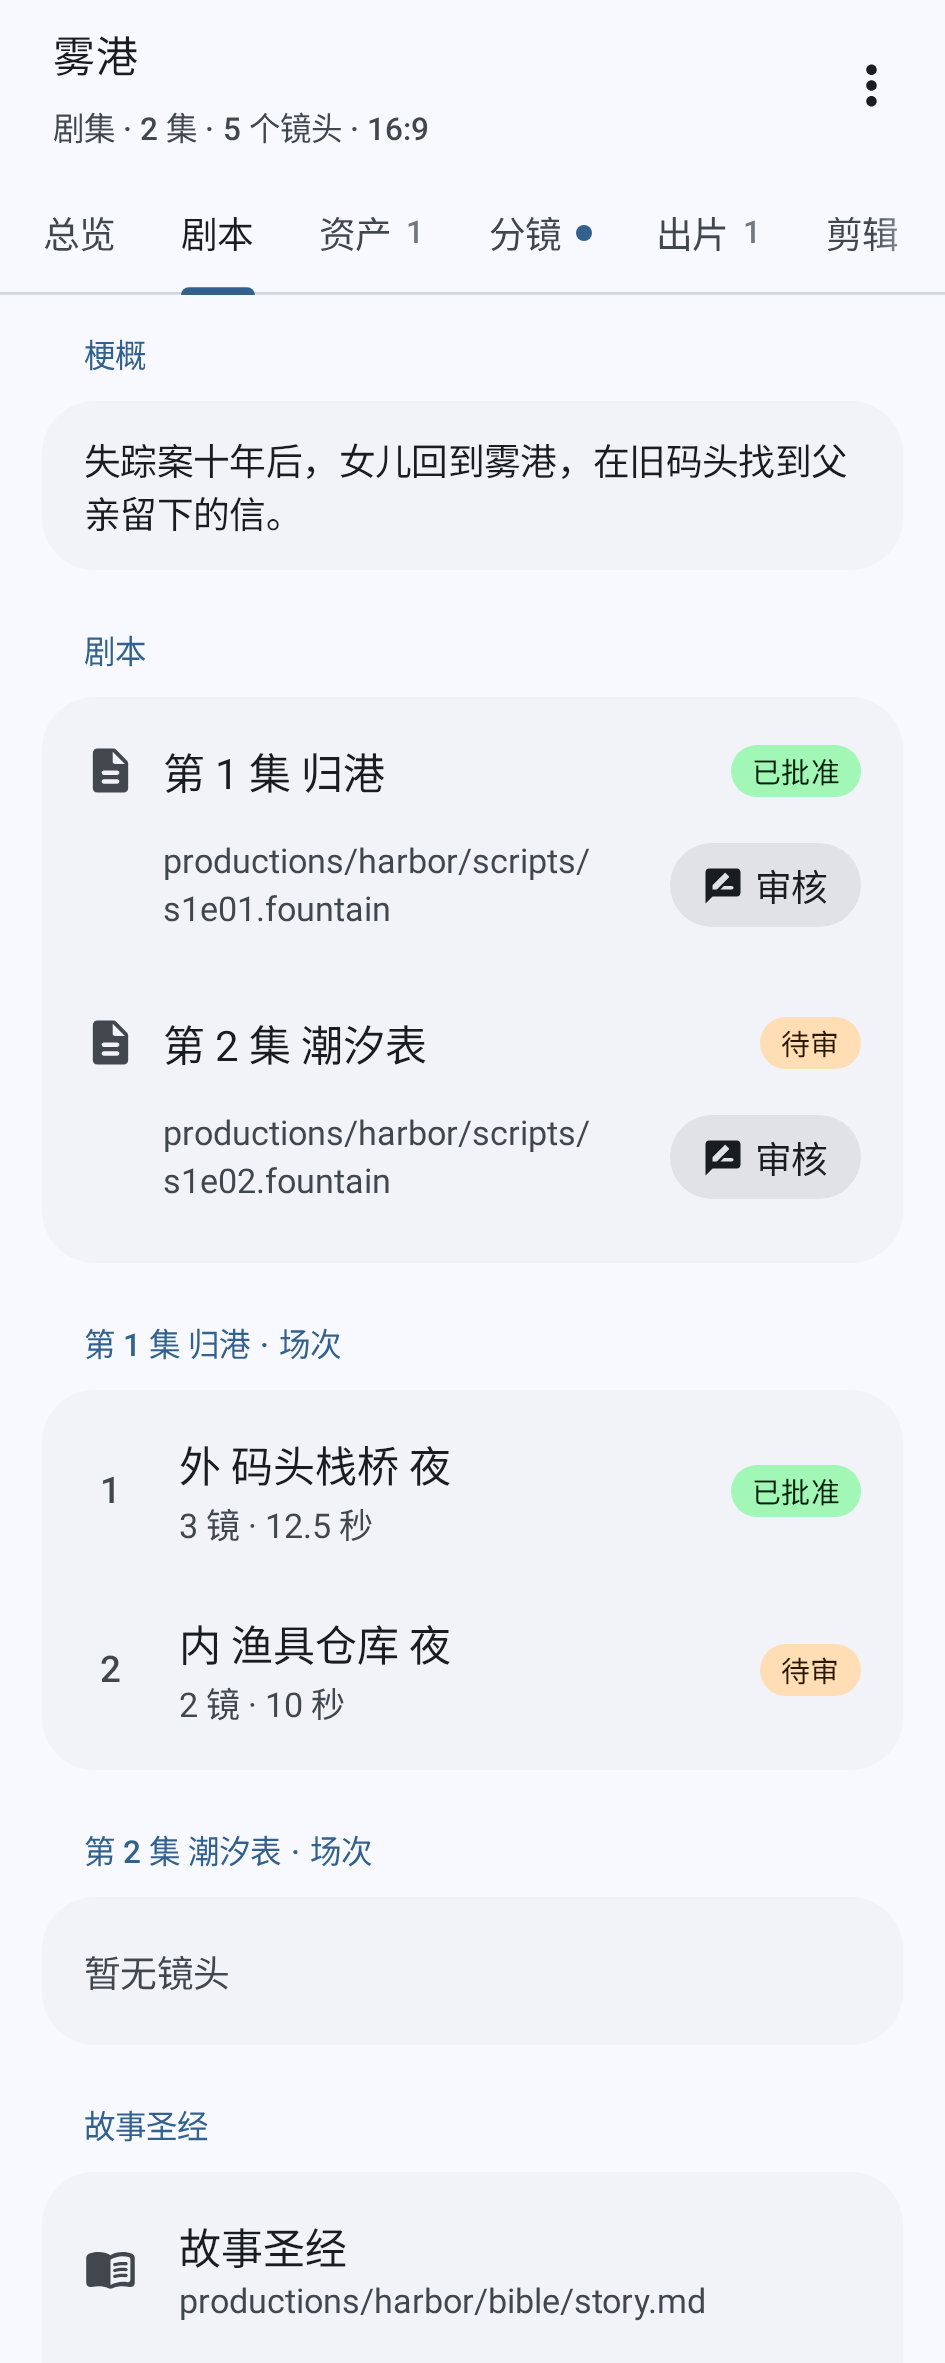 雾港
剧集 · 2 集 · 5 个镜头 · 16:9
总览 剧本 资产 1 分镜 出片 1 剪辑
梗概
失踪案十年后，女儿回到雾港，在旧码头找到父
亲留下的信。
剧本
第 1 集 归港 已批准
productions/harbor/scripts/
s1e01.fountain
审核
第 2 集 潮汐表 待审
productions/harbor/scripts/
s1e02.fountain
审核
第 1 集 归港 · 场次
1 外 码头栈桥 夜 已批准
3 镜 · 12.5 秒
2 内 渔具仓库 夜 待审
2 镜 · 10 秒
第 2 集 潮汐表 · 场次
暂无镜头
故事圣经
故事圣经
productions/harbor/bible/story.md